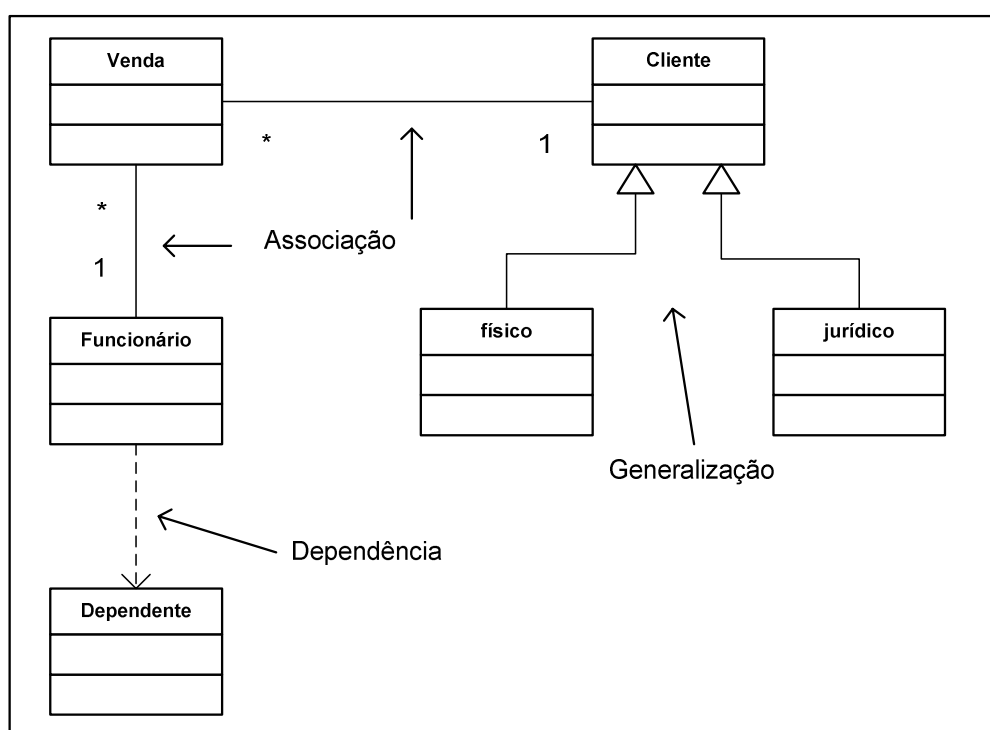 Venda
Cliente
*
1
*
Associação
1
Funcionário
físico
jurídico
Generalização
Dependência
Dependente